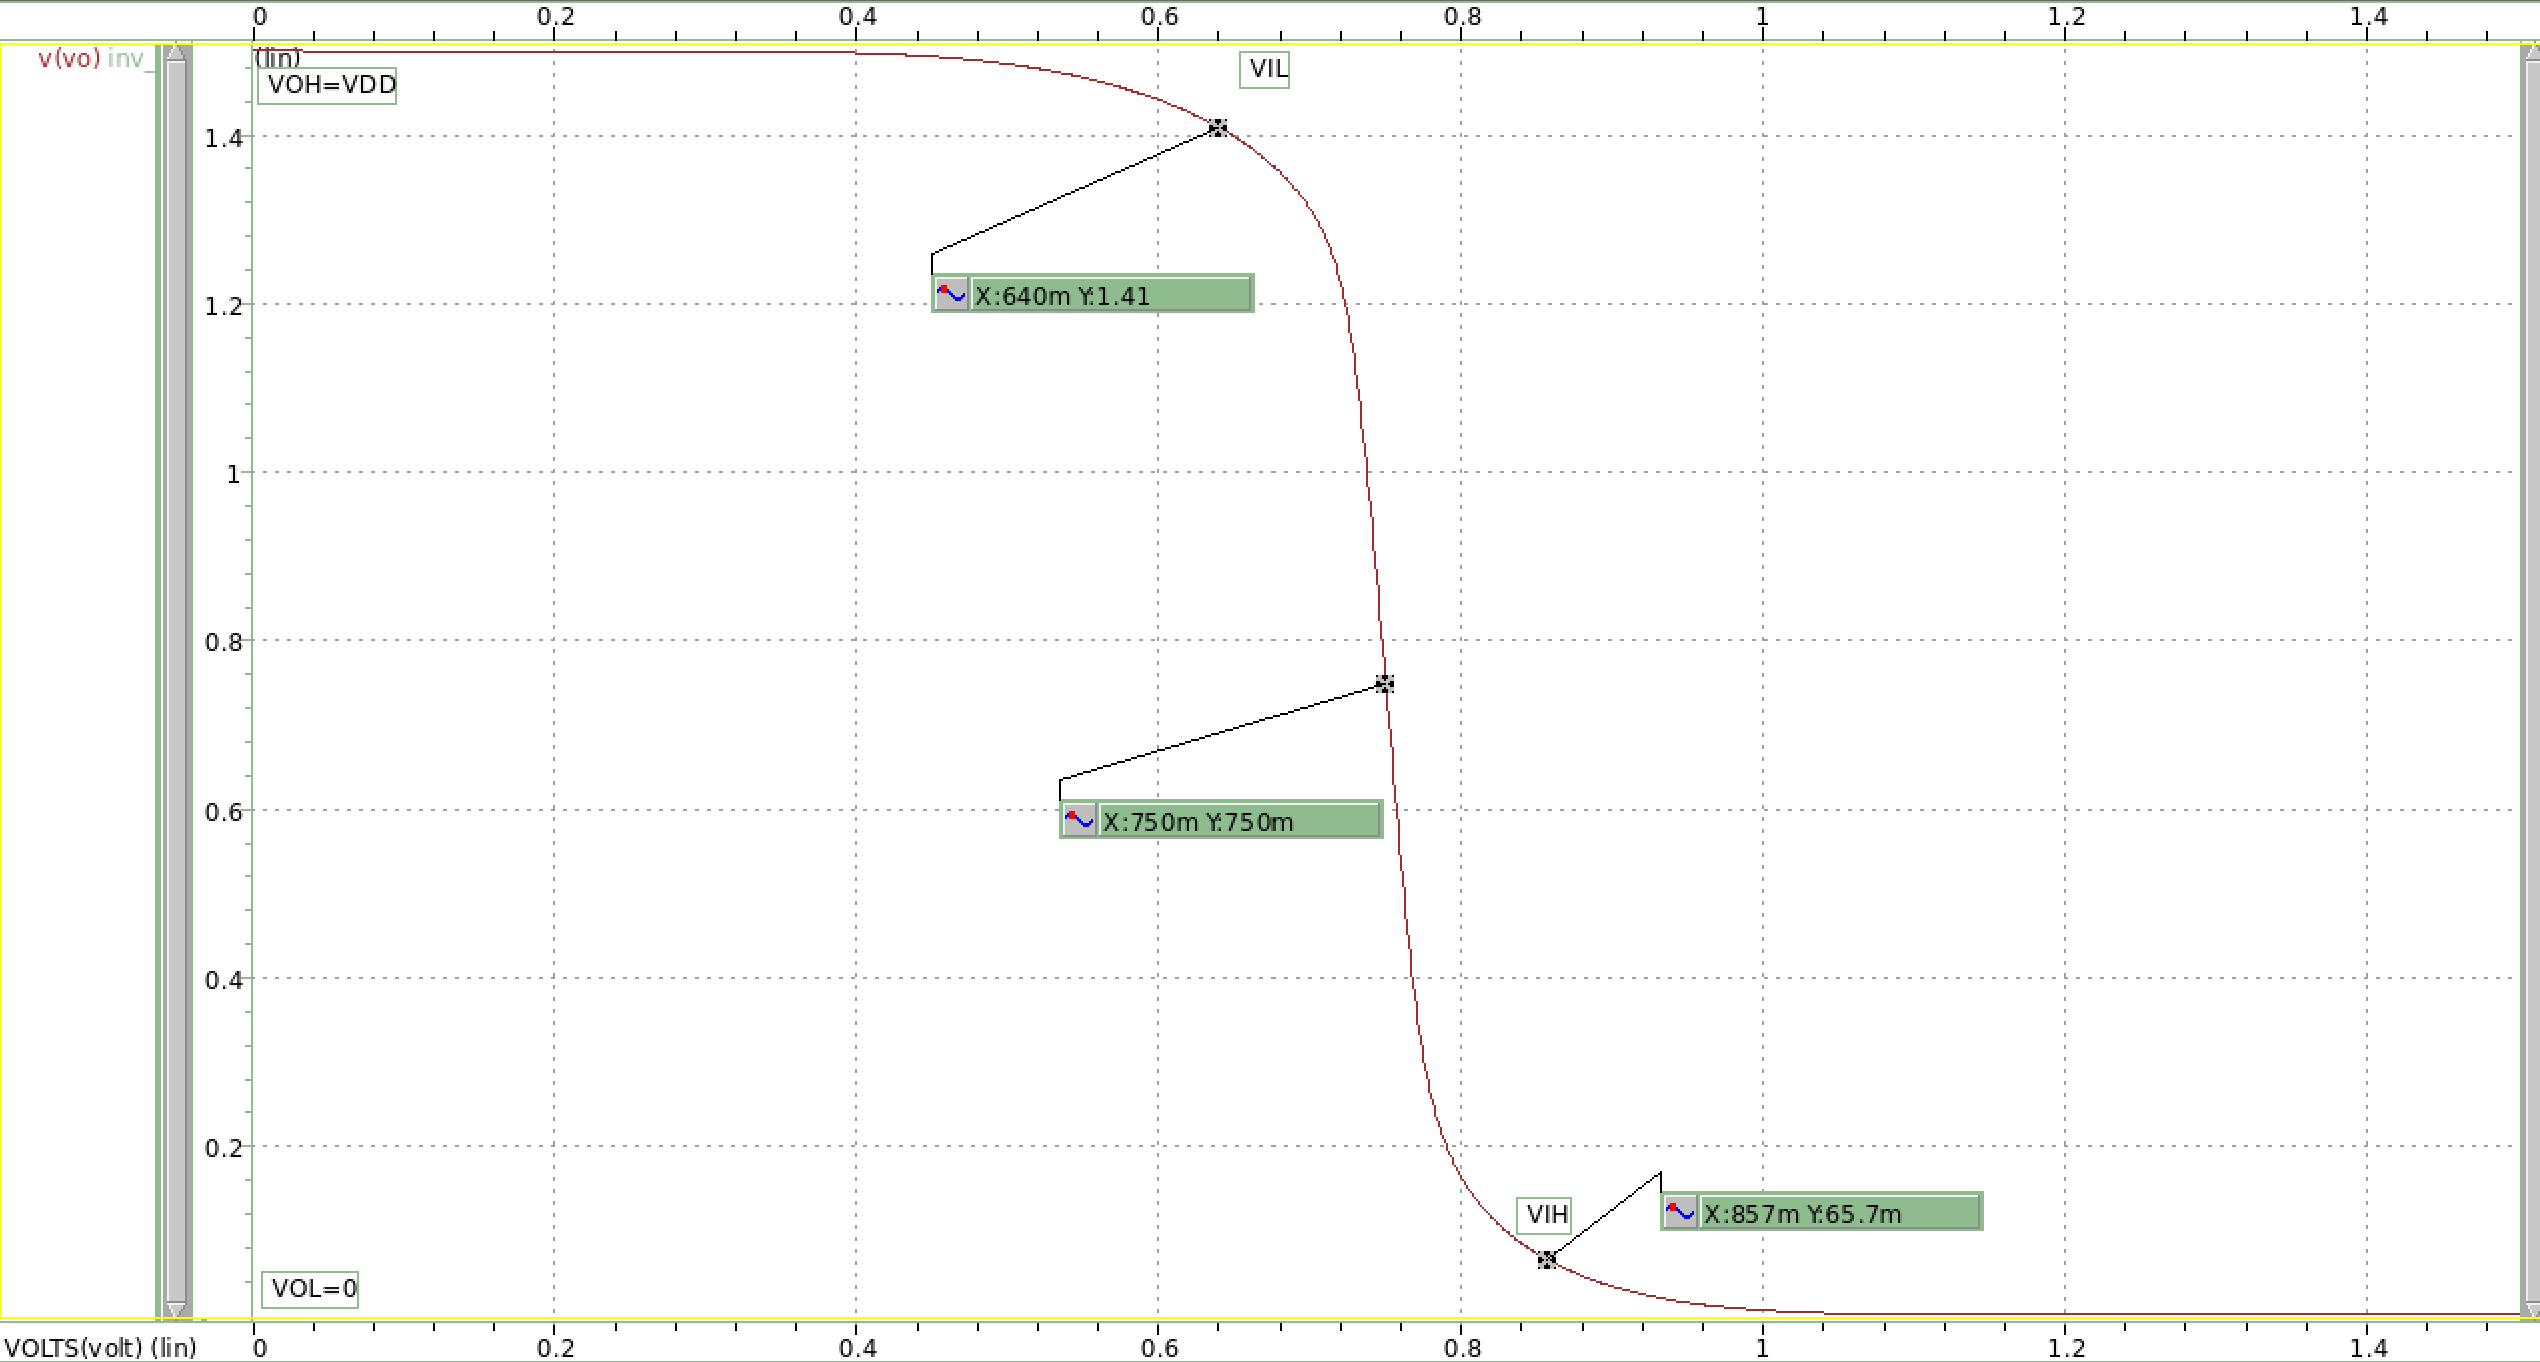 0 0.2 0.4 0.6 0.8 1 1.2 1.4
v(vo) inv_
(lin)
VOH=VDD
VIL
1.4
X:640m Y:1.41
1.2
1
0.8
X:750m Y:750m
0.6
0.4
0.2
VIH
X:857m Y:65.7m
VOL=0
VOLTS(volt) (lin) 0 0.2 0.4 0.6 0.8 1 1.2 1.4